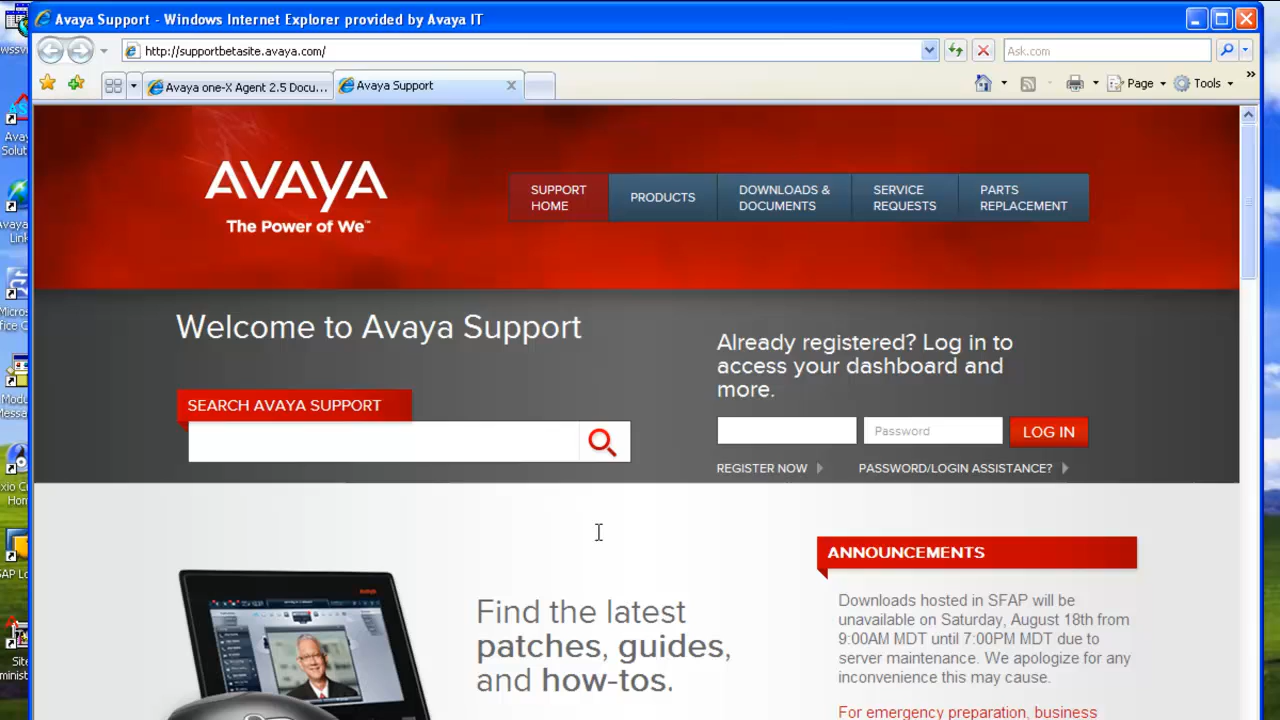 Avaya Support - Windows Internet Explorer provided by Avaya IT
http://supportbetasite.avaya.com/
Ask.com
Avaya one-X Agent 2.5 Docu...
Avaya Support
Page
Tools
AVAYA
The Power of We™
SUPPORT
HOME
PRODUCTS
DOWNLOADS &
DOCUMENTS
SERVICE
REQUESTS
PARTS
REPLACEMENT
Welcome to Avaya Support
SEARCH AVAYA SUPPORT
Already registered? Log in to
access your dashboard and
more.
Password
LOG IN
REGISTER NOW
PASSWORD/LOGIN ASSISTANCE?
Find the latest
patches, guides,
and how-tos.
ANNOUNCEMENTS
Downloads hosted in SFAP will be
unavailable on Saturday, August 18th from
9:00AM MDT until 7:00PM MDT due to
server maintenance. We apologize for any
inconvenience this may cause.
For emergency preparation, business